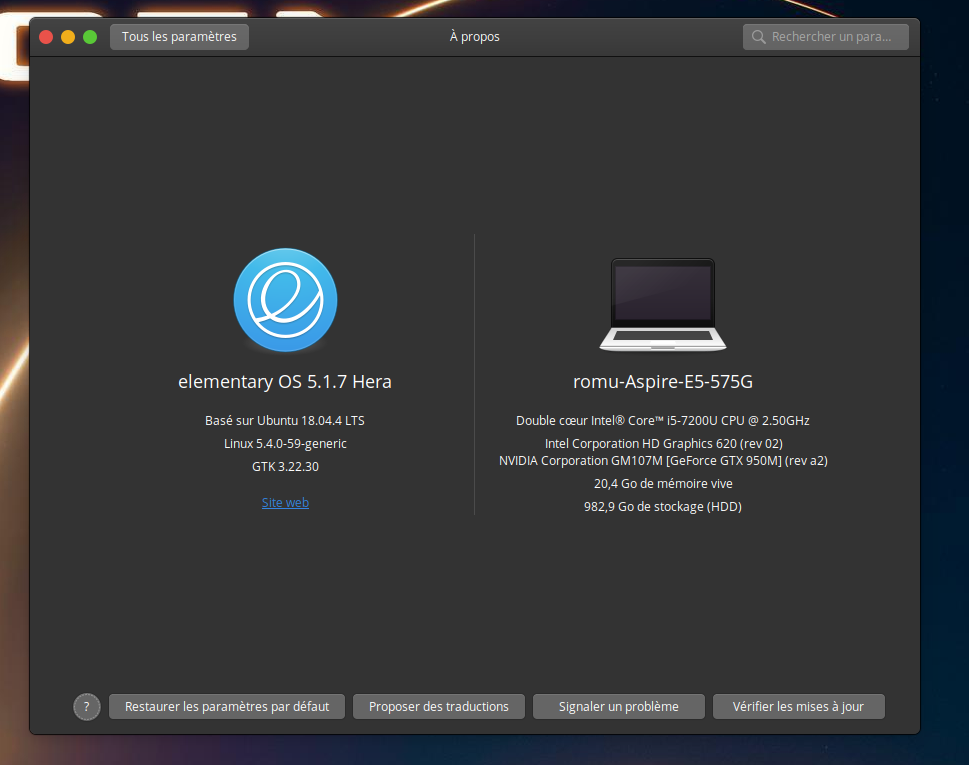 Tous les paramètres
À propos
Rechercher un para...
elementary OS 5.1.7 Hera
Basé sur Ubuntu 18.04.4 LTS
Linux 5.4.0-59-generic
GTK 3.22.30
Site web
romu-Aspire-E5-575G
Double cœur Intel® Core™ i5-7200U CPU @ 2.50GHz
Intel Corporation HD Graphics 620 (rev 02)
NVIDIA Corporation GM107M [GeForce GTX 950M] (rev a2)
20,4 Go de mémoire vive
982,9 Go de stockage (HDD)
?
Restaurer les paramètres par défaut
Proposer des traductions
Signaler un problème
Vérifier les mises à jour